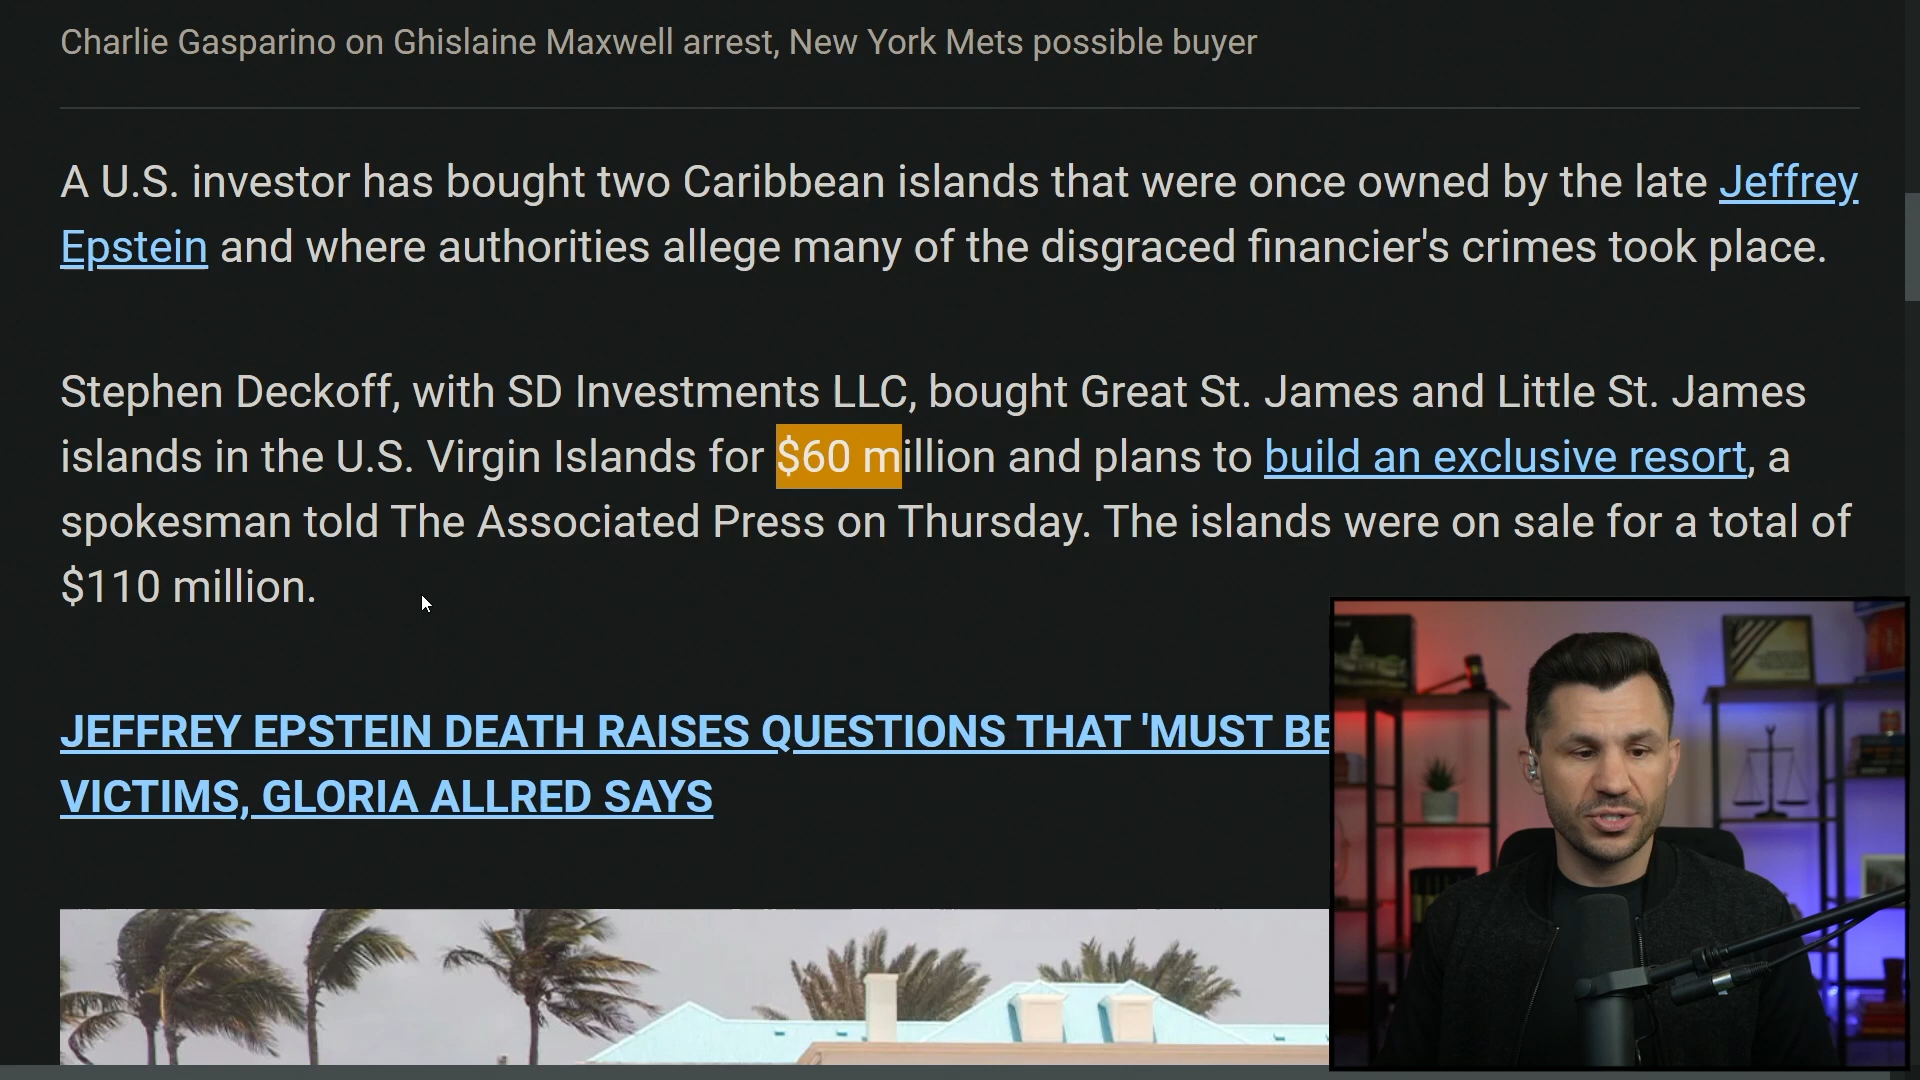 Charlie Gasparino on Ghislaine Maxwell arrest, New York Mets possible buyer
A U.S. investor has bought two Caribbean islands that were once owned by the late Jeffrey
Epstein and where authorities allege many of the disgraced financier's crimes took place.
Stephen Deckoff, with SD Investments LLC, bought Great St. James and Little St. James
islands in the U.S. Virgin Islands for $60 million and plans to build an exclusive resort, a
spokesman told The Associated Press on Thursday. The islands were on sale for a total of
$110 million.
JEFFREY EPSTEIN DEATH RAISES QUESTIONS THAT 'MUST BE
VICTIMS, GLORIA ALLRED SAYS